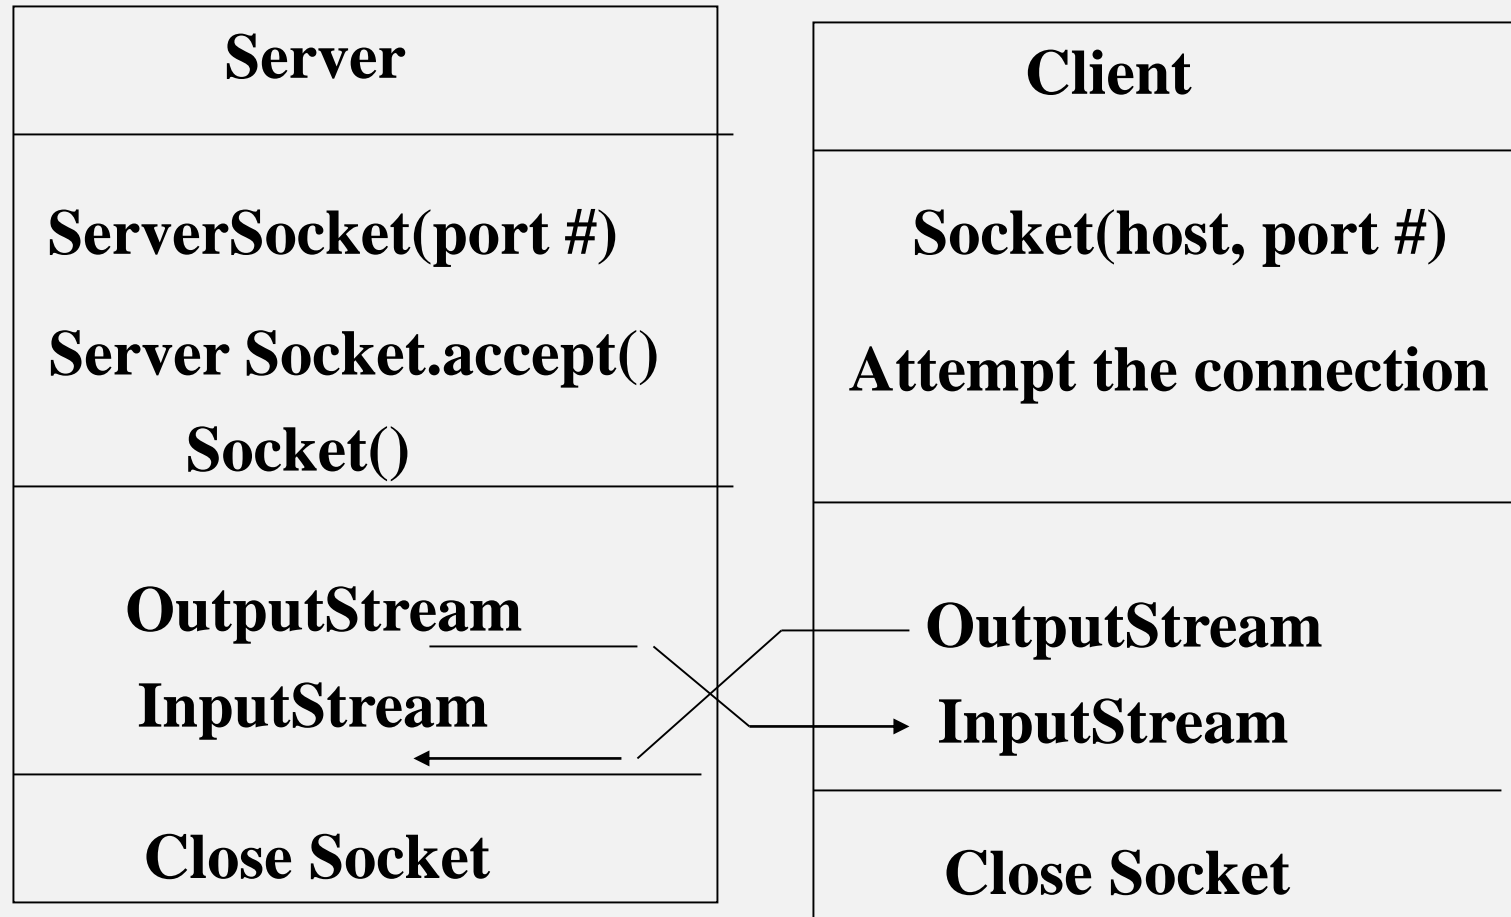 Server
ServerSocket(port #)
Server Socket.accept()
Socket()
OutputStream
InputStream
Close Socket
Client
Socket(host, port #)
Attempt the connection
OutputStream
InputStream
Close Socket